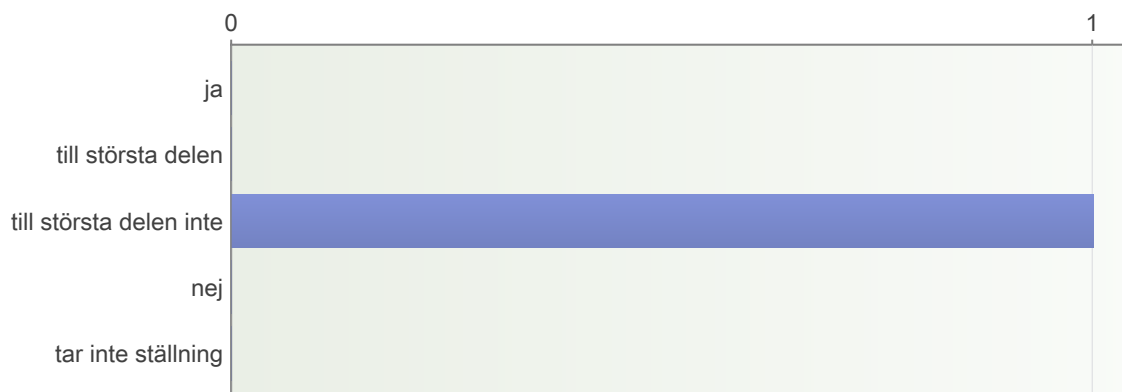 0 1
ja
till största delen
till största delen inte
nej
tar inte ställning